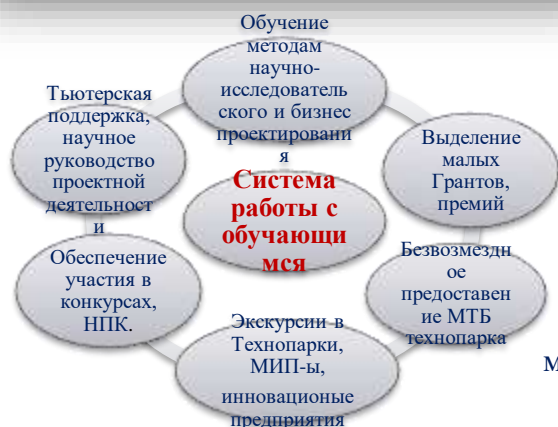 Обучение
методам
научно-
исследователь
ского и бизнес
проектировани
я
Выделение
малых
Грантов,
премий
Безвозмездн
ое
предоставен
ие МТБ
технопарка
Экскурсии в
Технопарки,
МИП-ы,
инновационые
предприятия
Обеспечение
участия в
конкурсах,
НПК.
Тьютерская
поддержка,
научное
руководство
проектной
деятельност
и
Система
работы с
обучающи
мся
м